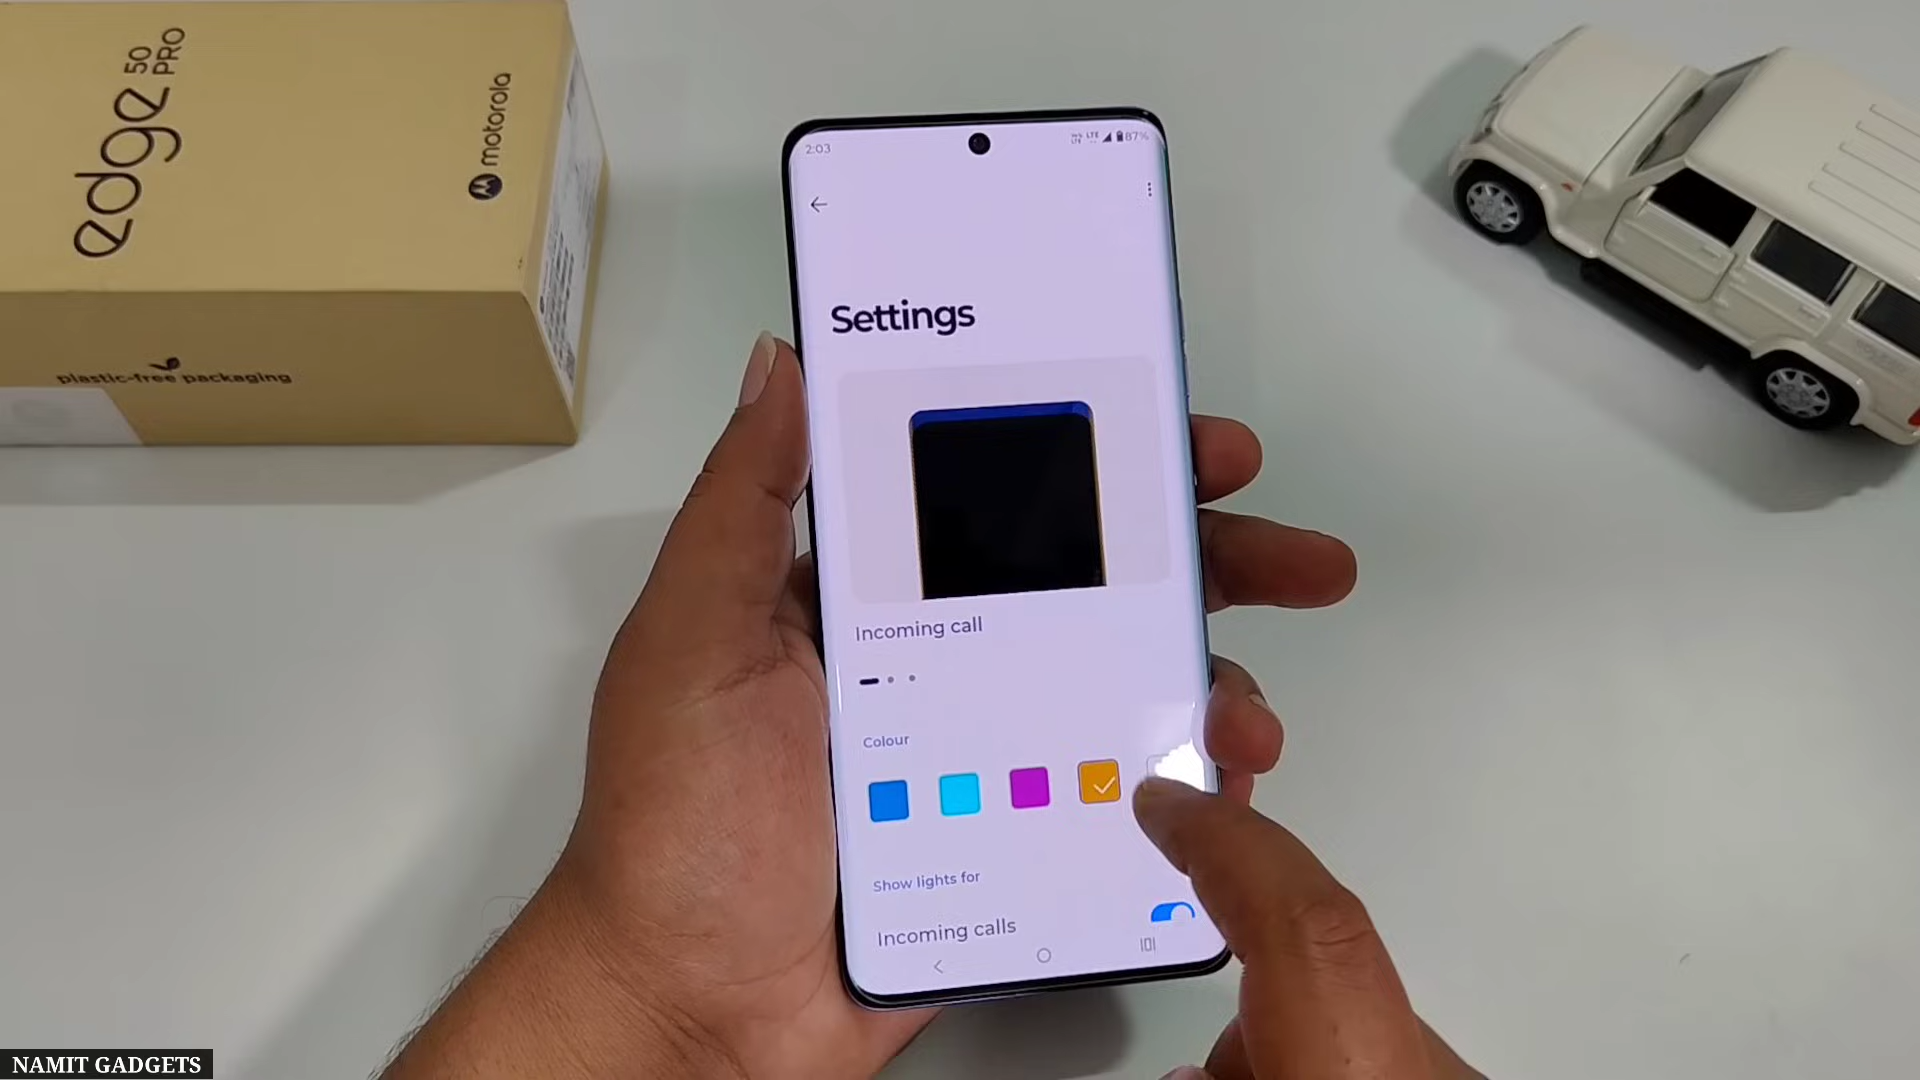 edge 50 PRO
motorola
plastic-free packaging
2:03
LTE
87%
Settings
Incoming call
Colour
Show lights for
Incoming calls
NAMIT GADGETS